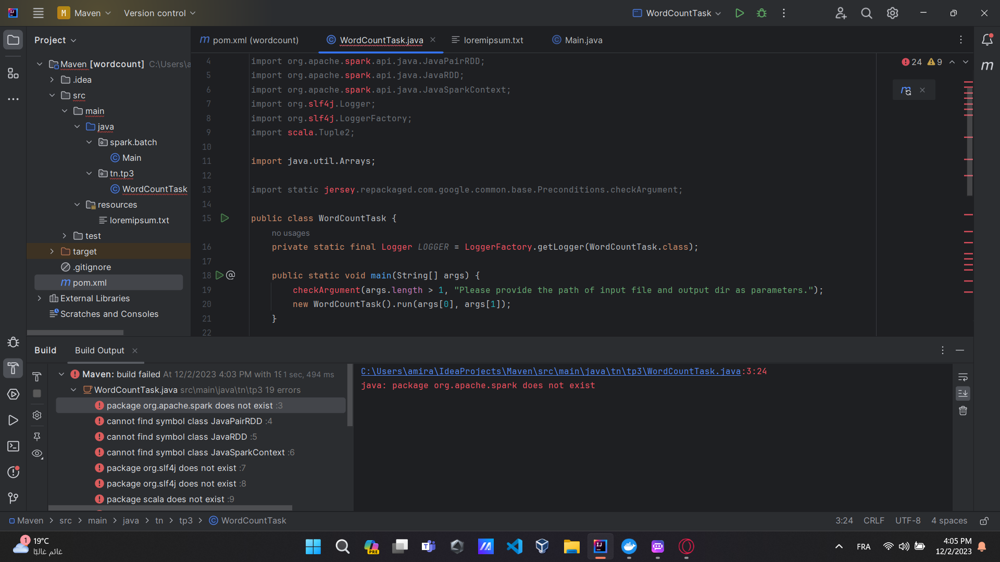 M Maven
Version control
WordCountTask
Project
m pom.xml (wordcount)
WordCountTask.java
loremipsum.txt
Main.java
Maven [wordcount] C:\Users\a
.idea
src
main
java
spark.batch
Main
tn.tp3
WordCountTask
resources
loremipsum.txt
test
target
.gitignore
m pom.xml
External Libraries
Scratches and Consoles
24 9
4 import org.apache.spark.api.java.JavaPairRDD;
5 import org.apache.spark.api.java.JavaRDD;
6 import org.apache.spark.api.java.JavaSparkContext;
7 import org.slf4j.Logger;
8 import org.slf4j.LoggerFactory;
9 import scala.Tuple2;
10
11 import java.util.Arrays;
12
13 import static jersey.repackaged.com.google.common.base.Preconditions.checkArgument;
14
15 public class WordCountTask {
no usages
16 private static final Logger LOGGER = LoggerFactory.getLogger(WordCountTask.class);
17
18 public static void main(String[] args) {
19 checkArgument(args.length > 1, "Please provide the path of input file and output dir as parameters.");
20 new WordCountTask().run(args[0], args[1]);
21 }
22
Build
Build Output
Maven: build failed At 12/2/2023 4:03 PM with 19 1 sec, 494 ms
WordCountTask.java src\main\java\tn\tp3 19 errors
package org.apache.spark does not exist :3
cannot find symbol class JavaPairRDD :4
cannot find symbol class JavaRDD :5
cannot find symbol class JavaSparkContext :6
package org.slf4j does not exist :7
package org.slf4j does not exist :8
package scala does not exist :9
C:\Users\amira\IdeaProjects\Maven\src\main\java\tn\tp3\WordCountTask.java:3:24
java: package org.apache.spark does not exist
Maven > src > main > java > tn > tp3 > WordCountTask
3:24 CRLF UTF-8 4 spaces
1
19°C
غائم غالبًا
PRE
FRA
4:05 PM
12/2/2023